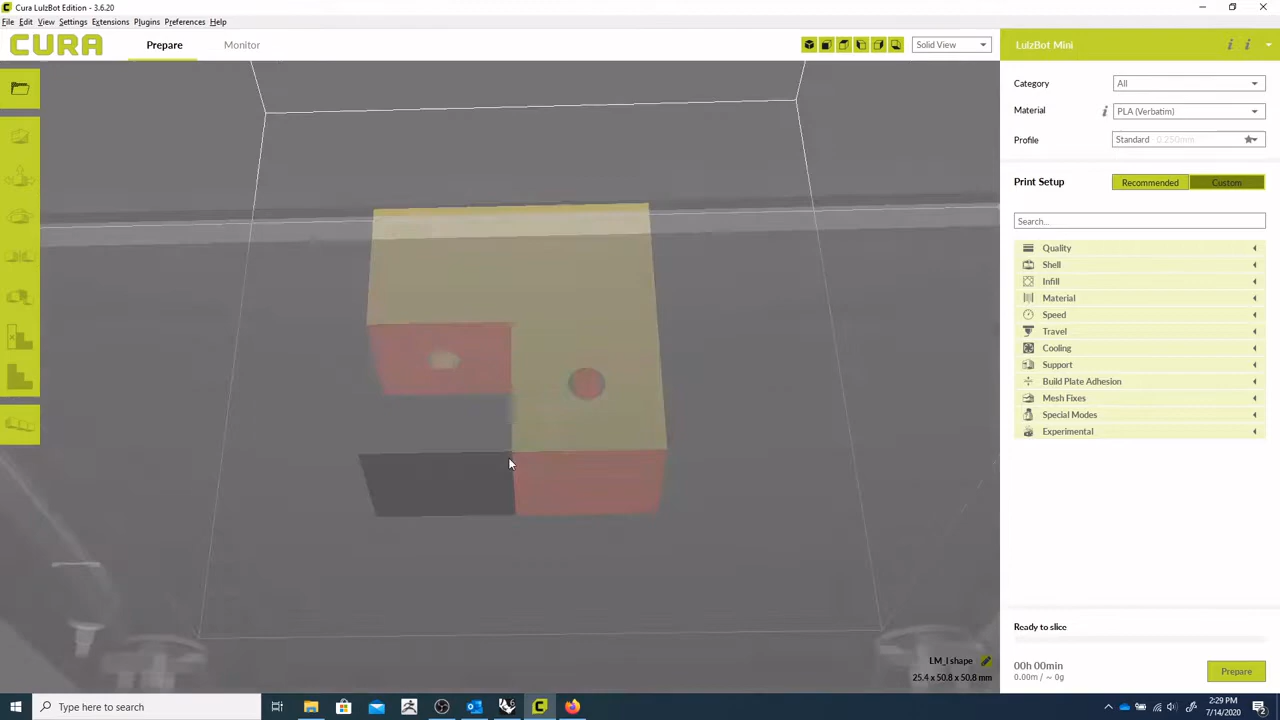 Cura LulzBot Edition - 3.6.20
File Edit View Settings Extensions Plugins Preferences Help
CURA Prepare Monitor Solid View
LulzBot Mini
Category All
Material PLA (Verbatim)
Profile Standard 0.250mm
Print Setup Recommended Custom
Search...
Quality
Shell
Infill
Material
Speed
Travel
Cooling
Support
Build Plate Adhesion
Mesh Fixes
Special Modes
Experimental
Ready to slice
LM_l shape
25.4 x 50.8 x 50.8 mm
00h 00min
0.00m / ~ 0g
Prepare
Type here to search
2:29 PM
7/14/2020
2